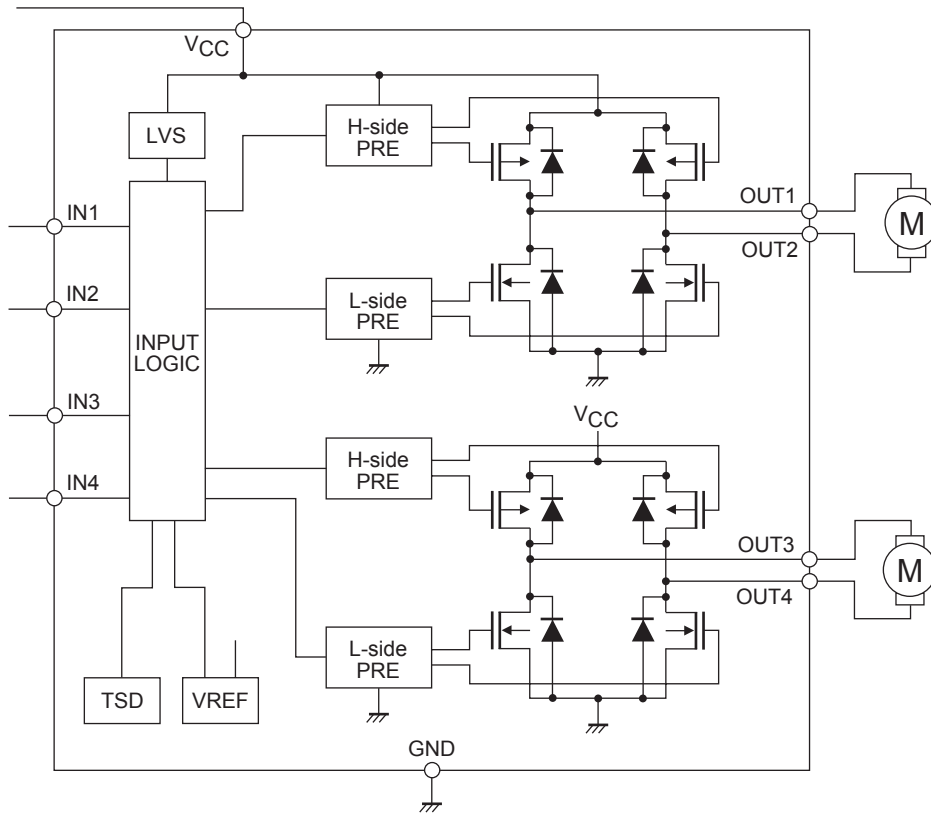 VCC
LVS
H-side
PRE
IN1
OUT1
M
OUT2
IN2
L-side
PRE
INPUT
LOGIC
IN3
VCC
H-side
PRE
IN4
OUT3
M
OUT4
L-side
PRE
TSD
VREF
GND